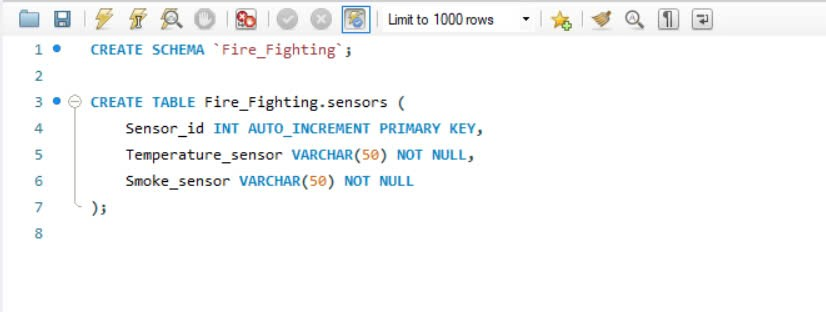 Limit to 1000 rows
1 CREATE SCHEMA `Fire_Fighting`;
2
3 CREATE TABLE Fire_Fighting.sensors (
4 Sensor_id INT AUTO_INCREMENT PRIMARY KEY,
5 Temperature_sensor VARCHAR(50) NOT NULL,
6 Smoke_sensor VARCHAR(50) NOT NULL
7 );
8